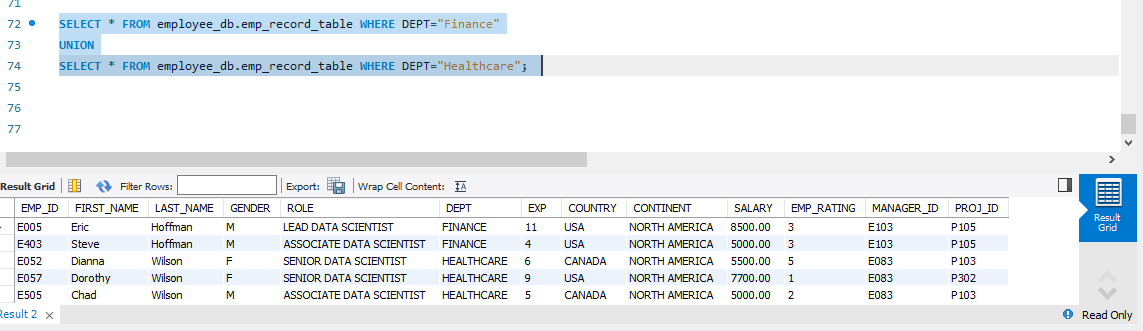 71
72 SELECT * FROM employee_db.emp_record_table WHERE DEPT="Finance"
73 UNION
74 SELECT * FROM employee_db.emp_record_table WHERE DEPT="Healthcare";
75
76
77
Result Grid Filter Rows: Export: Wrap Cell Content: IA
EMP_ID FIRST_NAME LAST_NAME GENDER ROLE DEPT EXP COUNTRY CONTINENT SALARY EMP_RATING MANAGER_ID PROJ_ID
E005 Eric Hoffman M LEAD DATA SCIENTIST FINANCE 11 USA NORTH AMERICA 8500.00 3 E103 P105
E403 Steve Hoffman M ASSOCIATE DATA SCIENTIST FINANCE 4 USA NORTH AMERICA 5000.00 3 E103 P105
E052 Dianna Wilson F SENIOR DATA SCIENTIST HEALTHCARE 6 CANADA NORTH AMERICA 5500.00 5 E083 P103
E057 Dorothy Wilson F SENIOR DATA SCIENTIST HEALTHCARE 9 USA NORTH AMERICA 7700.00 1 E083 P302
E505 Chad Wilson M ASSOCIATE DATA SCIENTIST HEALTHCARE 5 CANADA NORTH AMERICA 5000.00 2 E083 P103
Result
Grid
Result 2 Read Only